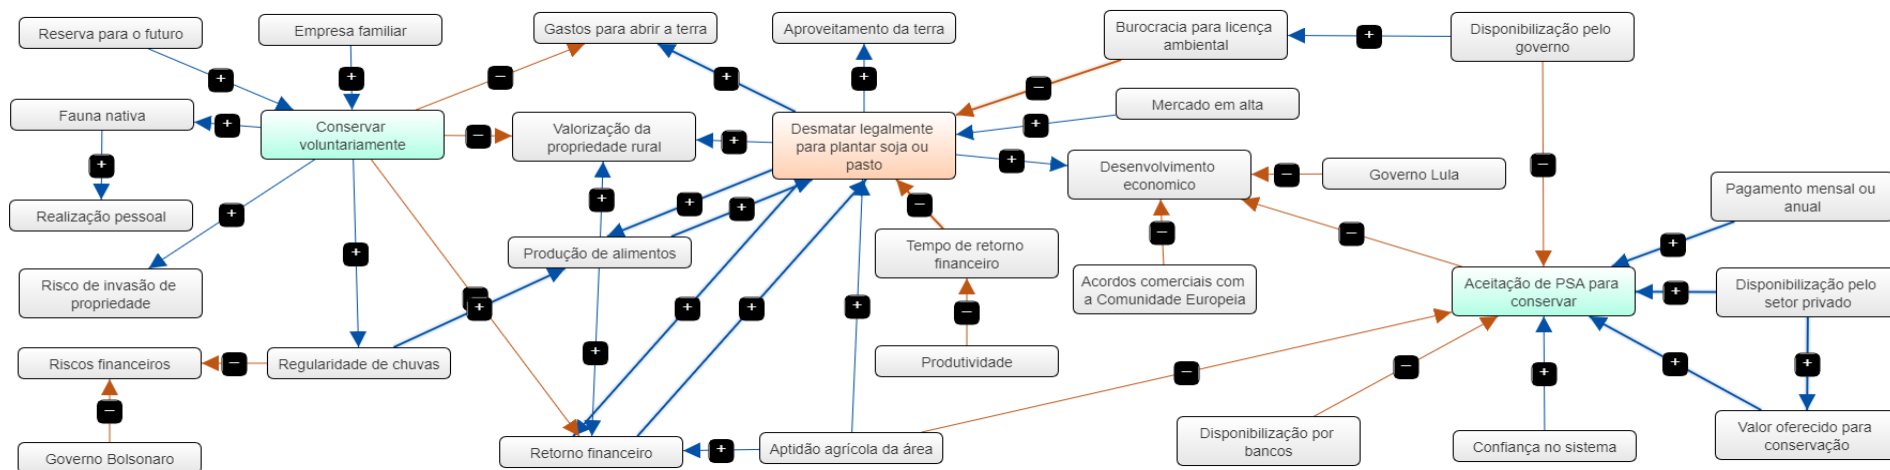 Reserva para o futuro
Empresa familiar
Gastos para abrir a terra
Aproveitamento da terra
Burocracia para licença
ambiental
Disponibilização pelo
governo
+
+
+
−
+
+
−
Fauna nativa
+
Conservar
voluntariamente
−
Valorização da
propriedade rural
+
Desmatar legalmente
para plantar soja ou
pasto
+
Mercado em alta
+
Desenvolvimento
economico
−
Governo Lula
−
Pagamento mensal ou
anual
+
Realização pessoal
+
+
+
+
−
−
−
+
Produção de alimentos
Tempo de retorno
financeiro
Acordos comerciais com
a Comunidade Europeia
Aceitação de PSA para
conservar
+
Disponibilização pelo
setor privado
Risco de invasão de
propriedade
+
−
+
+
+
+
−
Riscos financeiros
−
Regularidade de chuvas
+
Produtividade
−
−
+
+
+
−
Governo Bolsonaro
Retorno financeiro
+
Aptidão agrícola da área
Disponibilização por
bancos
Confiança no sistema
Valor oferecido para
conservação